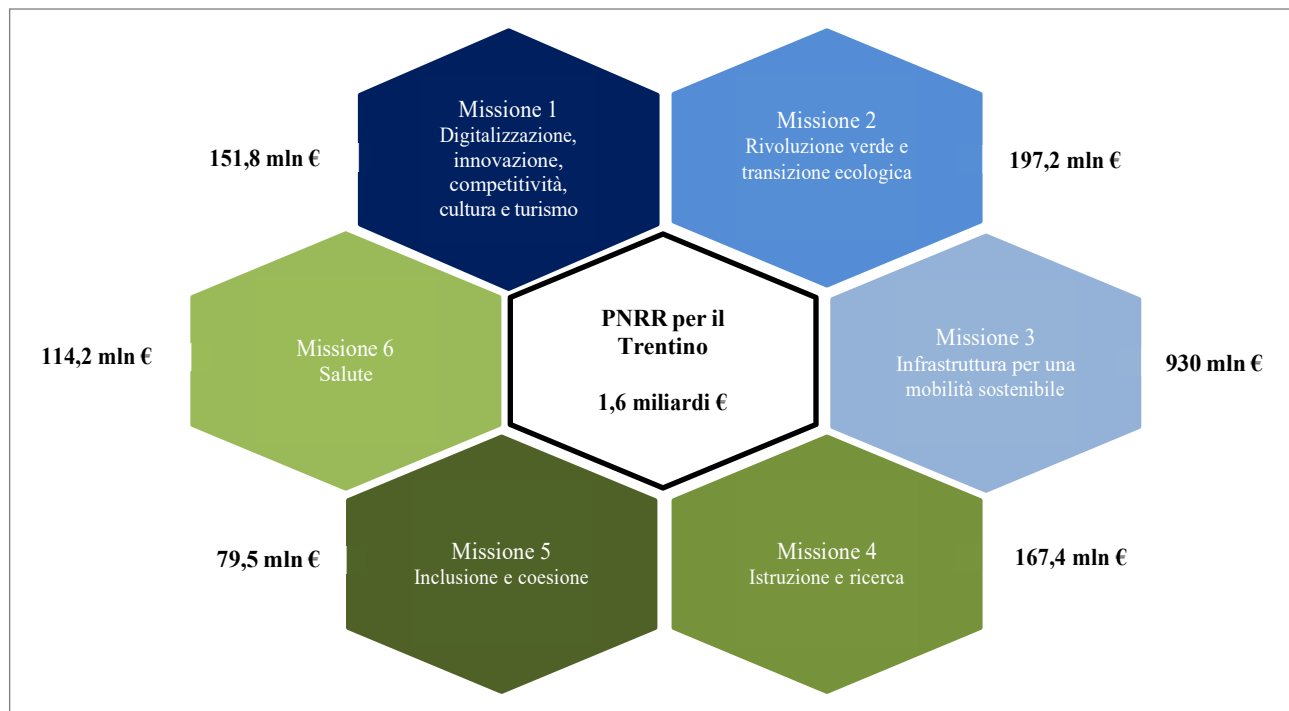 Missione 1
Digitalizzazione,
innovazione,
competitività,
cultura e turismo
151,8 mln €
Missione 2
Rivoluzione verde e
transizione ecologica
197,2 mln €
PNRR per il
Trentino
1,6 miliardi €
Missione 3
Infrastruttura per una
mobilità sostenibile
930 mln €
Missione 6
Salute
114,2 mln €
Missione 5
Inclusione e coesione
79,5 mln €
Missione 4
Istruzione e ricerca
167,4 mln €